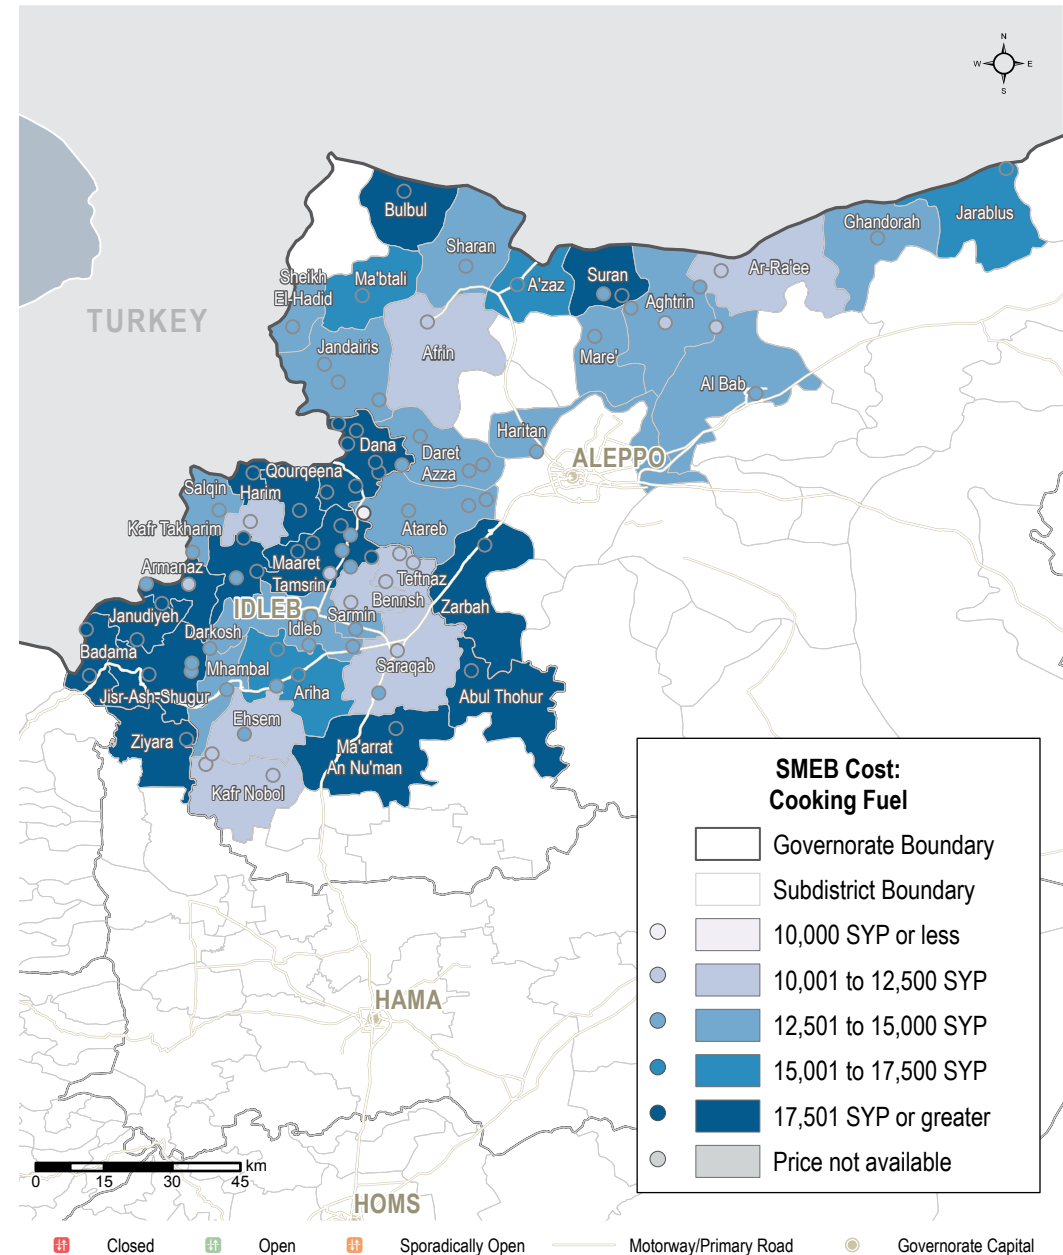 N
W
E
S
TURKEY
Bulbul
Sharan
Ghandorah
Jarablus
Ar-Ra'ee
Suran
A'zaz
Ma'btali
Sheikh
El-Hadid
Aghtrin
Jandairis
Afrin
Mare'
Al Bab
Haritan
Dana
Daret
Azza
ALEPPO
Qourqeena
Salqin
Harim
Kafr Takharim
Atareb
Armanaz
Maaret
Tamsrin
Teftnaz
Bennsh
Janudiyeh
IDLEB
Sarmin
Zarbah
Idleb
Darkosh
Badama
Mhambal
Saraqab
Jisr-Ash-Shugur
Ariha
Abul Thohur
Ehsem
Ziyara
Ma'arrat
An Nu'man
Kafr Nobol
SMEB Cost:
Cooking Fuel
Governorate Boundary
Subdistrict Boundary
10,000 SYP or less
10,001 to 12,500 SYP
12,501 to 15,000 SYP
15,001 to 17,500 SYP
17,501 SYP or greater
Price not available
HAMA
HOMS
km
0 15 30 45
Closed Open Sporadically Open Motorway/Primary Road Governorate Capital